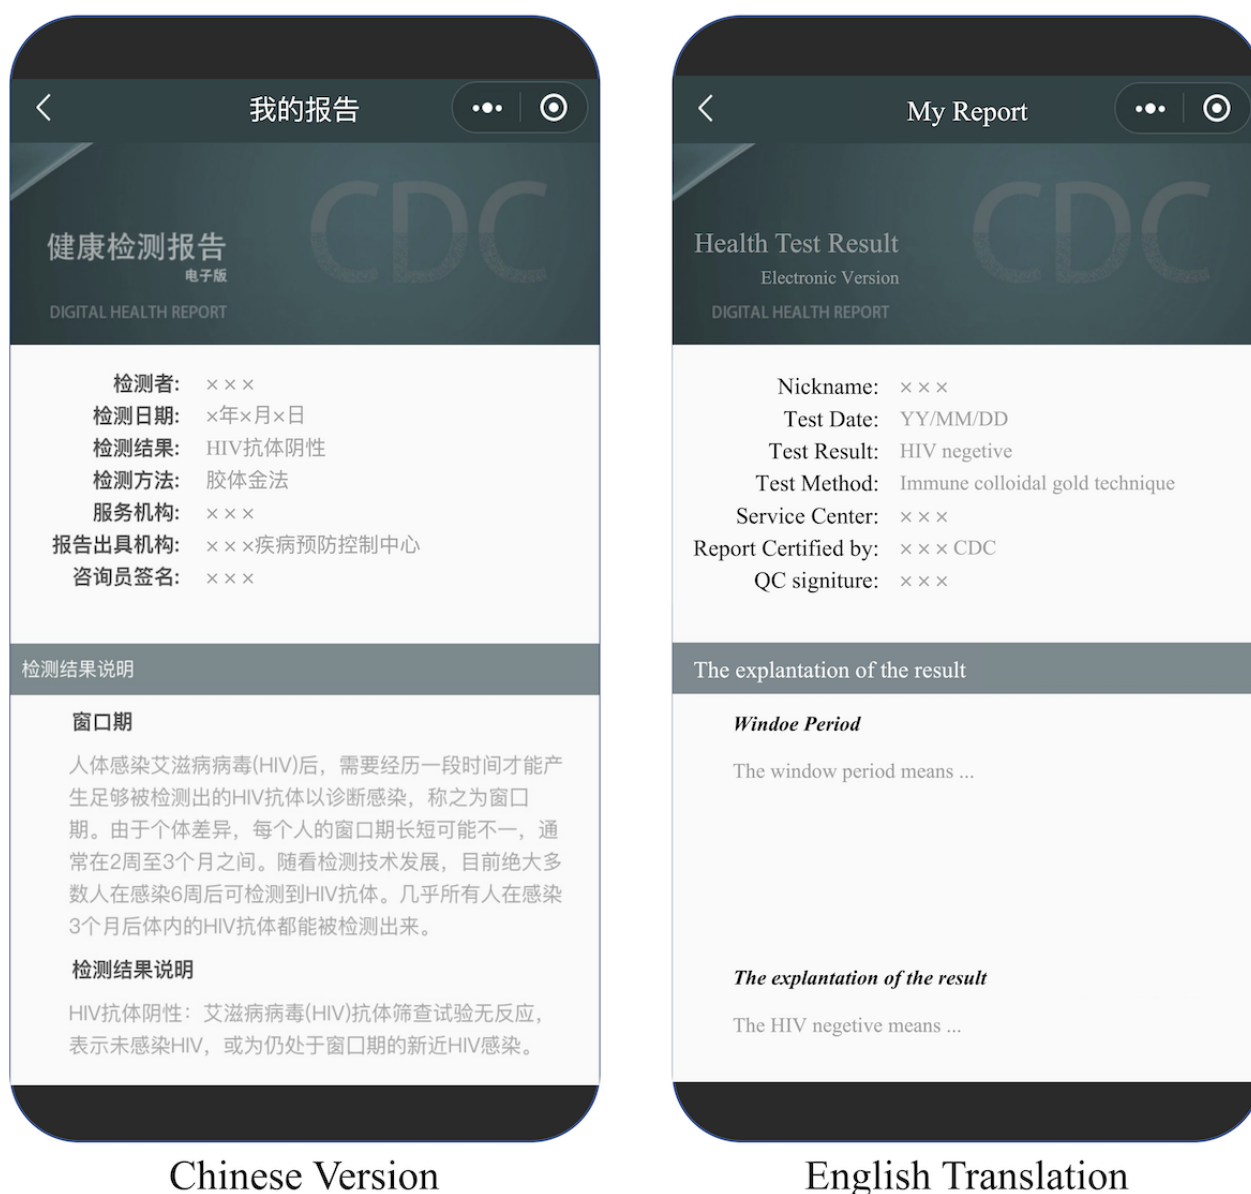 我的报告
CDC
健康检测报告
电子版
DIGITAL HEALTH REPORT
检测者: ×××
检测日期: ×年×月×日
检测结果: HIV抗体阴性
检测方法: 胶体金法
服务机构: ×××
报告出具机构: ×××疾病预防控制中心
咨询员签名: ×××
检测结果说明
窗口期
人体感染艾滋病病毒(HIV)后，需要经历一段时间才能产
生足够被检测出的HIV抗体以诊断感染，称之为窗口
期。由于个体差异，每个人的窗口期长短可能不一，通
常在2周至3个月之间。随看检测技术发展，目前绝大多
数人在感染6周后可检测到HIV抗体。几乎所有人在感染
3个月后体内的HIV抗体都能被检测出来。
检测结果说明
HIV抗体阴性：艾滋病病毒(HIV)抗体筛查试验无反应，
表示未感染HIV，或为仍处于窗口期的新近HIV感染。
Chinese Version
My Report
CDC
Health Test Result
Electronic Version
DIGITAL HEALTH REPORT
Nickname: ×××
Test Date: YY/MM/DD
Test Result: HIV negetive
Test Method: Immune colloidal gold technique
Service Center: ×××
Report Certified by: ××× CDC
QC signiture: ×××
The explantation of the result
Windoe Period
The window period means ...
The explantation of the result
The HIV negetive means ...
English Translation